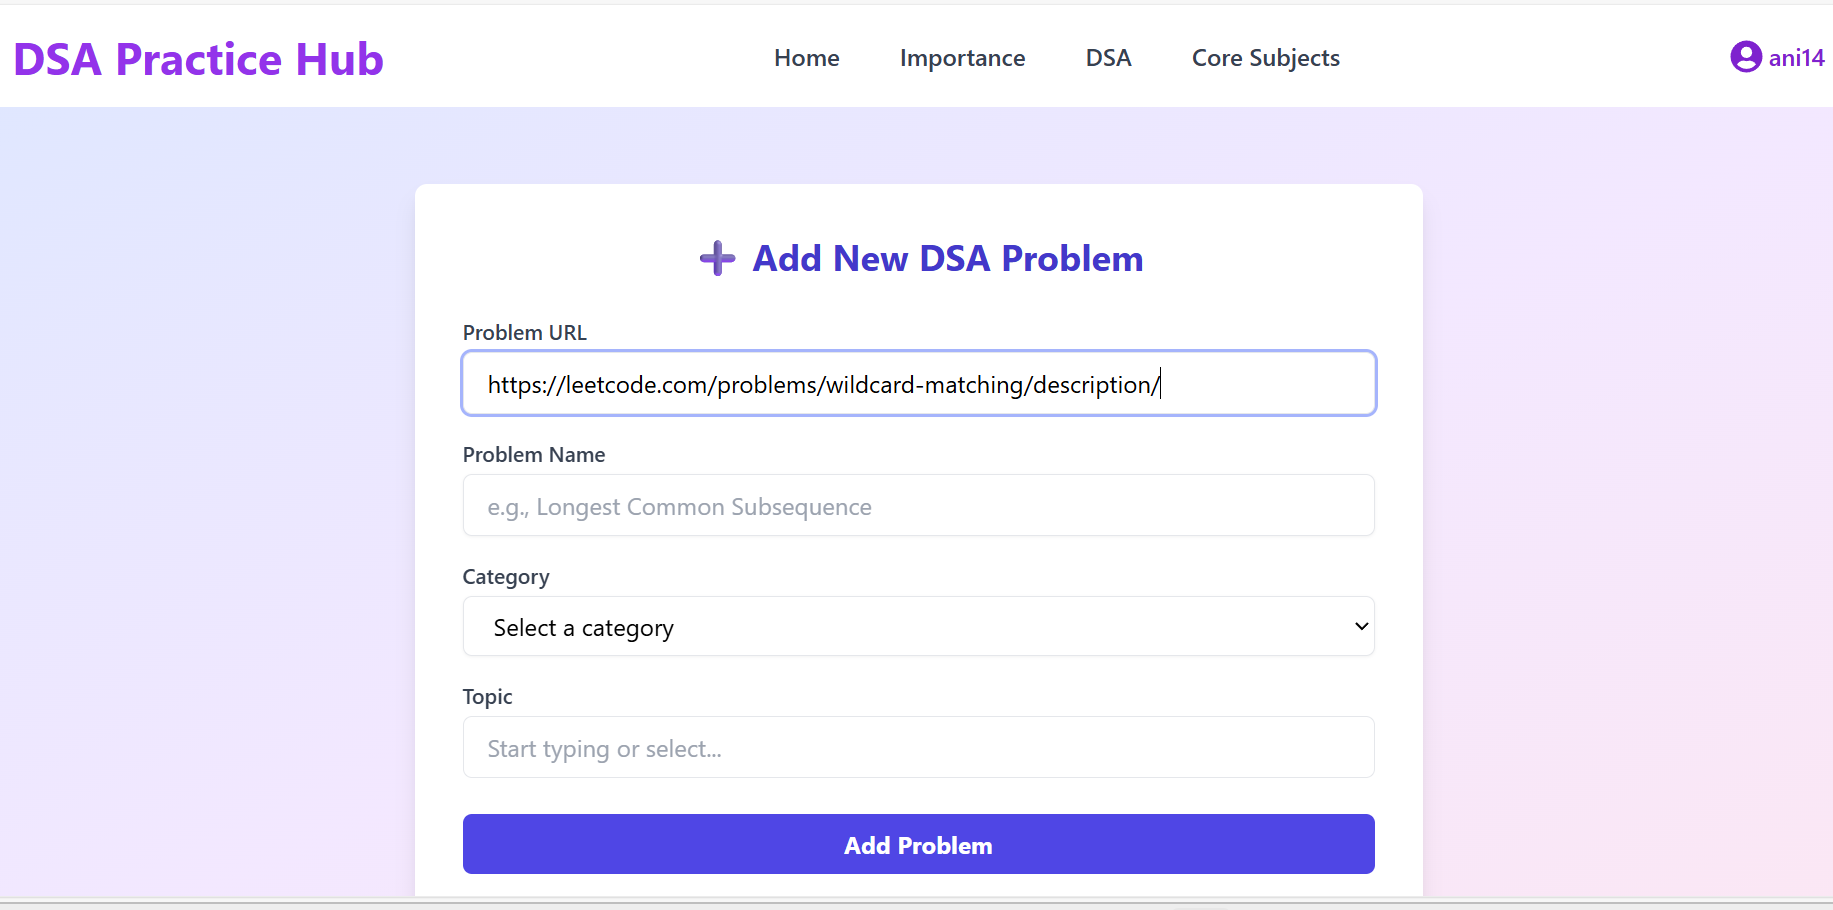 DSA Practice Hub
Home Importance DSA Core Subjects
ani14
Add New DSA Problem
Problem URL
https://leetcode.com/problems/wildcard-matching/description/
Problem Name
e.g., Longest Common Subsequence
Category
Select a category
Topic
Start typing or select...
Add Problem